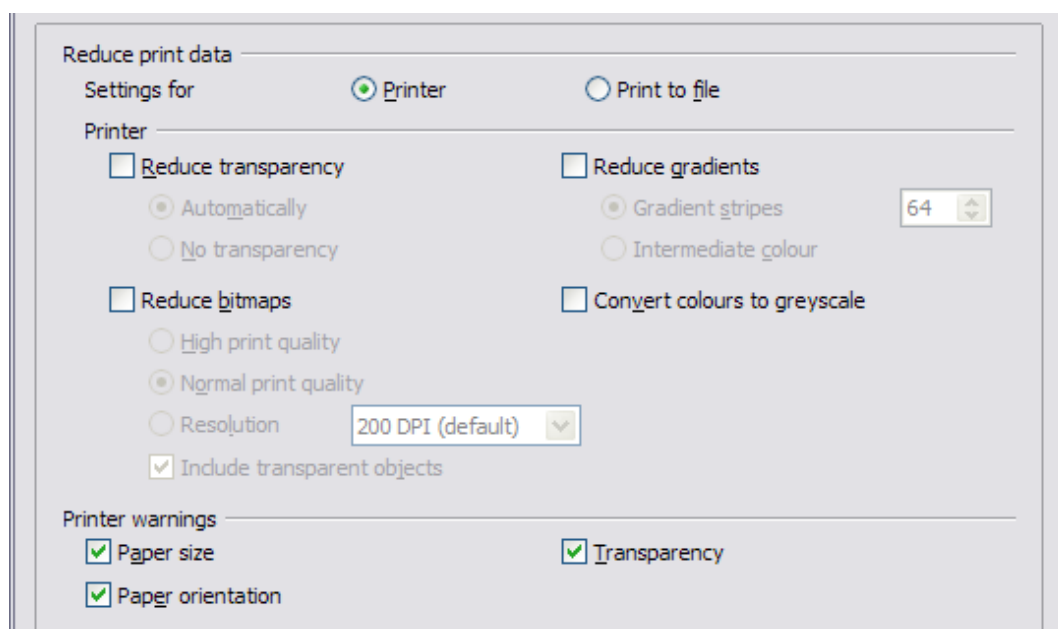 Reduce print data
Settings for Printer Print to file
Printer
Reduce transparency Reduce gradients
Automatically Gradient stripes 64
No transparency Intermediate colour
Reduce bitmaps Convert colours to greyscale
High print quality
Normal print quality
Resolution 200 DPI (default)
Include transparent objects
Printer warnings
Paper size Transparency
Paper orientation